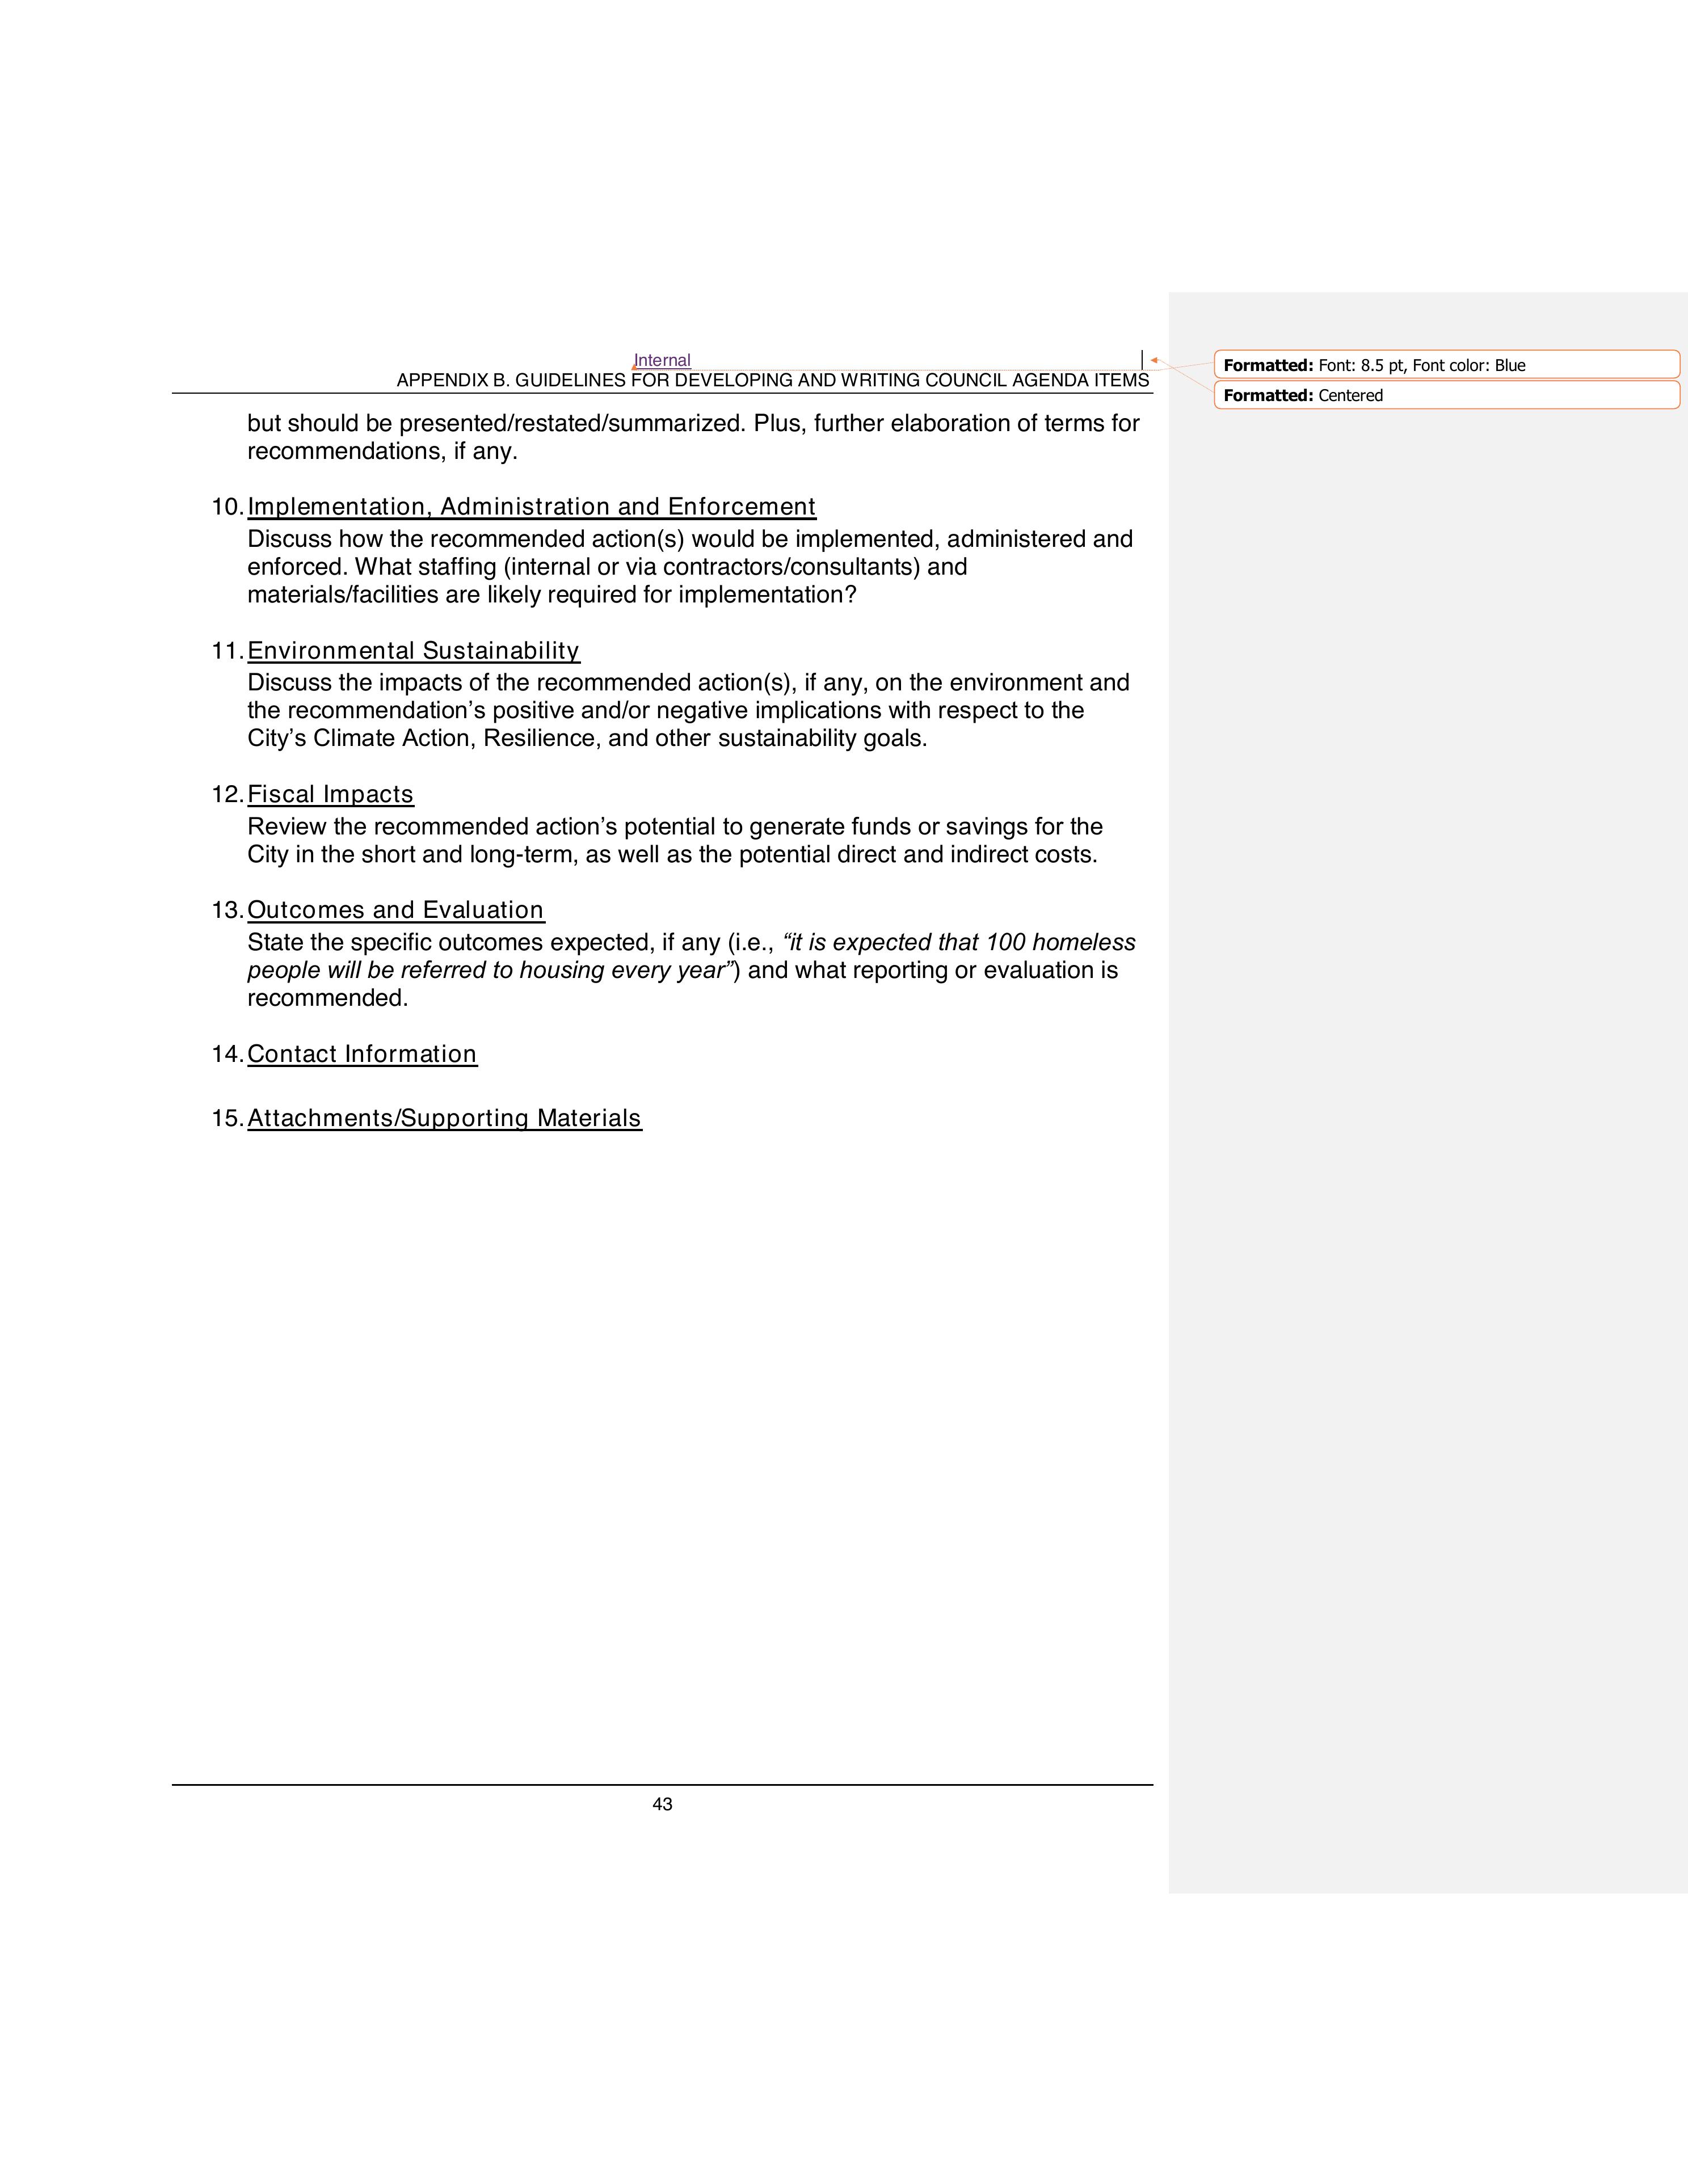 Internal
APPENDIX B. GUIDELINES FOR DEVELOPING AND WRITING COUNCIL AGENDA ITEMS
Formatted: Font: 8.5 pt, Font color: Blue
Formatted: Centered
but should be presented/restated/summarized. Plus, further elaboration of terms for
recommendations, if any.
10. Implementation, Administration and Enforcement
Discuss how the recommended action(s) would be implemented, administered and
enforced. What staffing (internal or via contractors/consultants) and
materials/facilities are likely required for implementation?
11. Environmental Sustainability
Discuss the impacts of the recommended action(s), if any, on the environment and
the recommendation’s positive and/or negative implications with respect to the
City’s Climate Action, Resilience, and other sustainability goals.
12. Fiscal Impacts
Review the recommended action’s potential to generate funds or savings for the
City in the short and long-term, as well as the potential direct and indirect costs.
13. Outcomes and Evaluation
State the specific outcomes expected, if any (i.e., “it is expected that 100 homeless
people will be referred to housing every year”) and what reporting or evaluation is
recommended.
14. Contact Information
15. Attachments/Supporting Materials
43